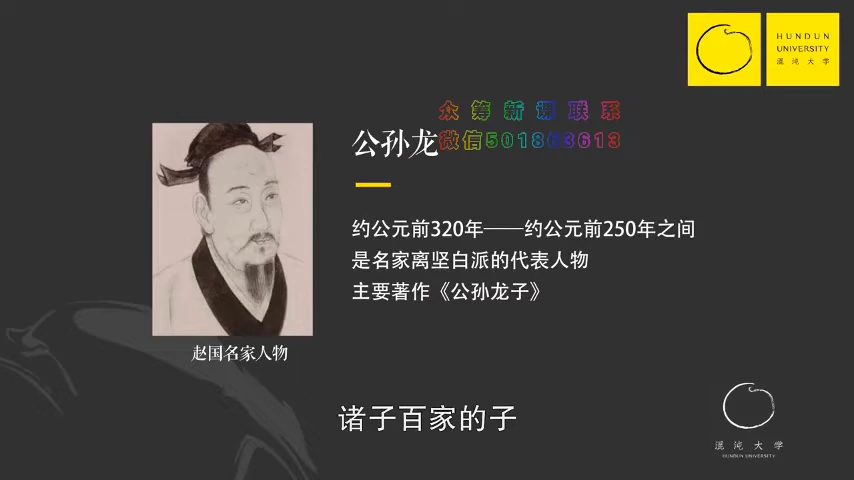 HUNDUN
UNIVERSITY
混沌大学
众筹新课联系
微信501863613
公孙龙
约公元前320年——约公元前250年之间
是名家离坚白派的代表人物
主要著作《公孙龙子》
赵国名家人物
诸子百家的子
混沌大学
HUNDUN UNIVERSITY